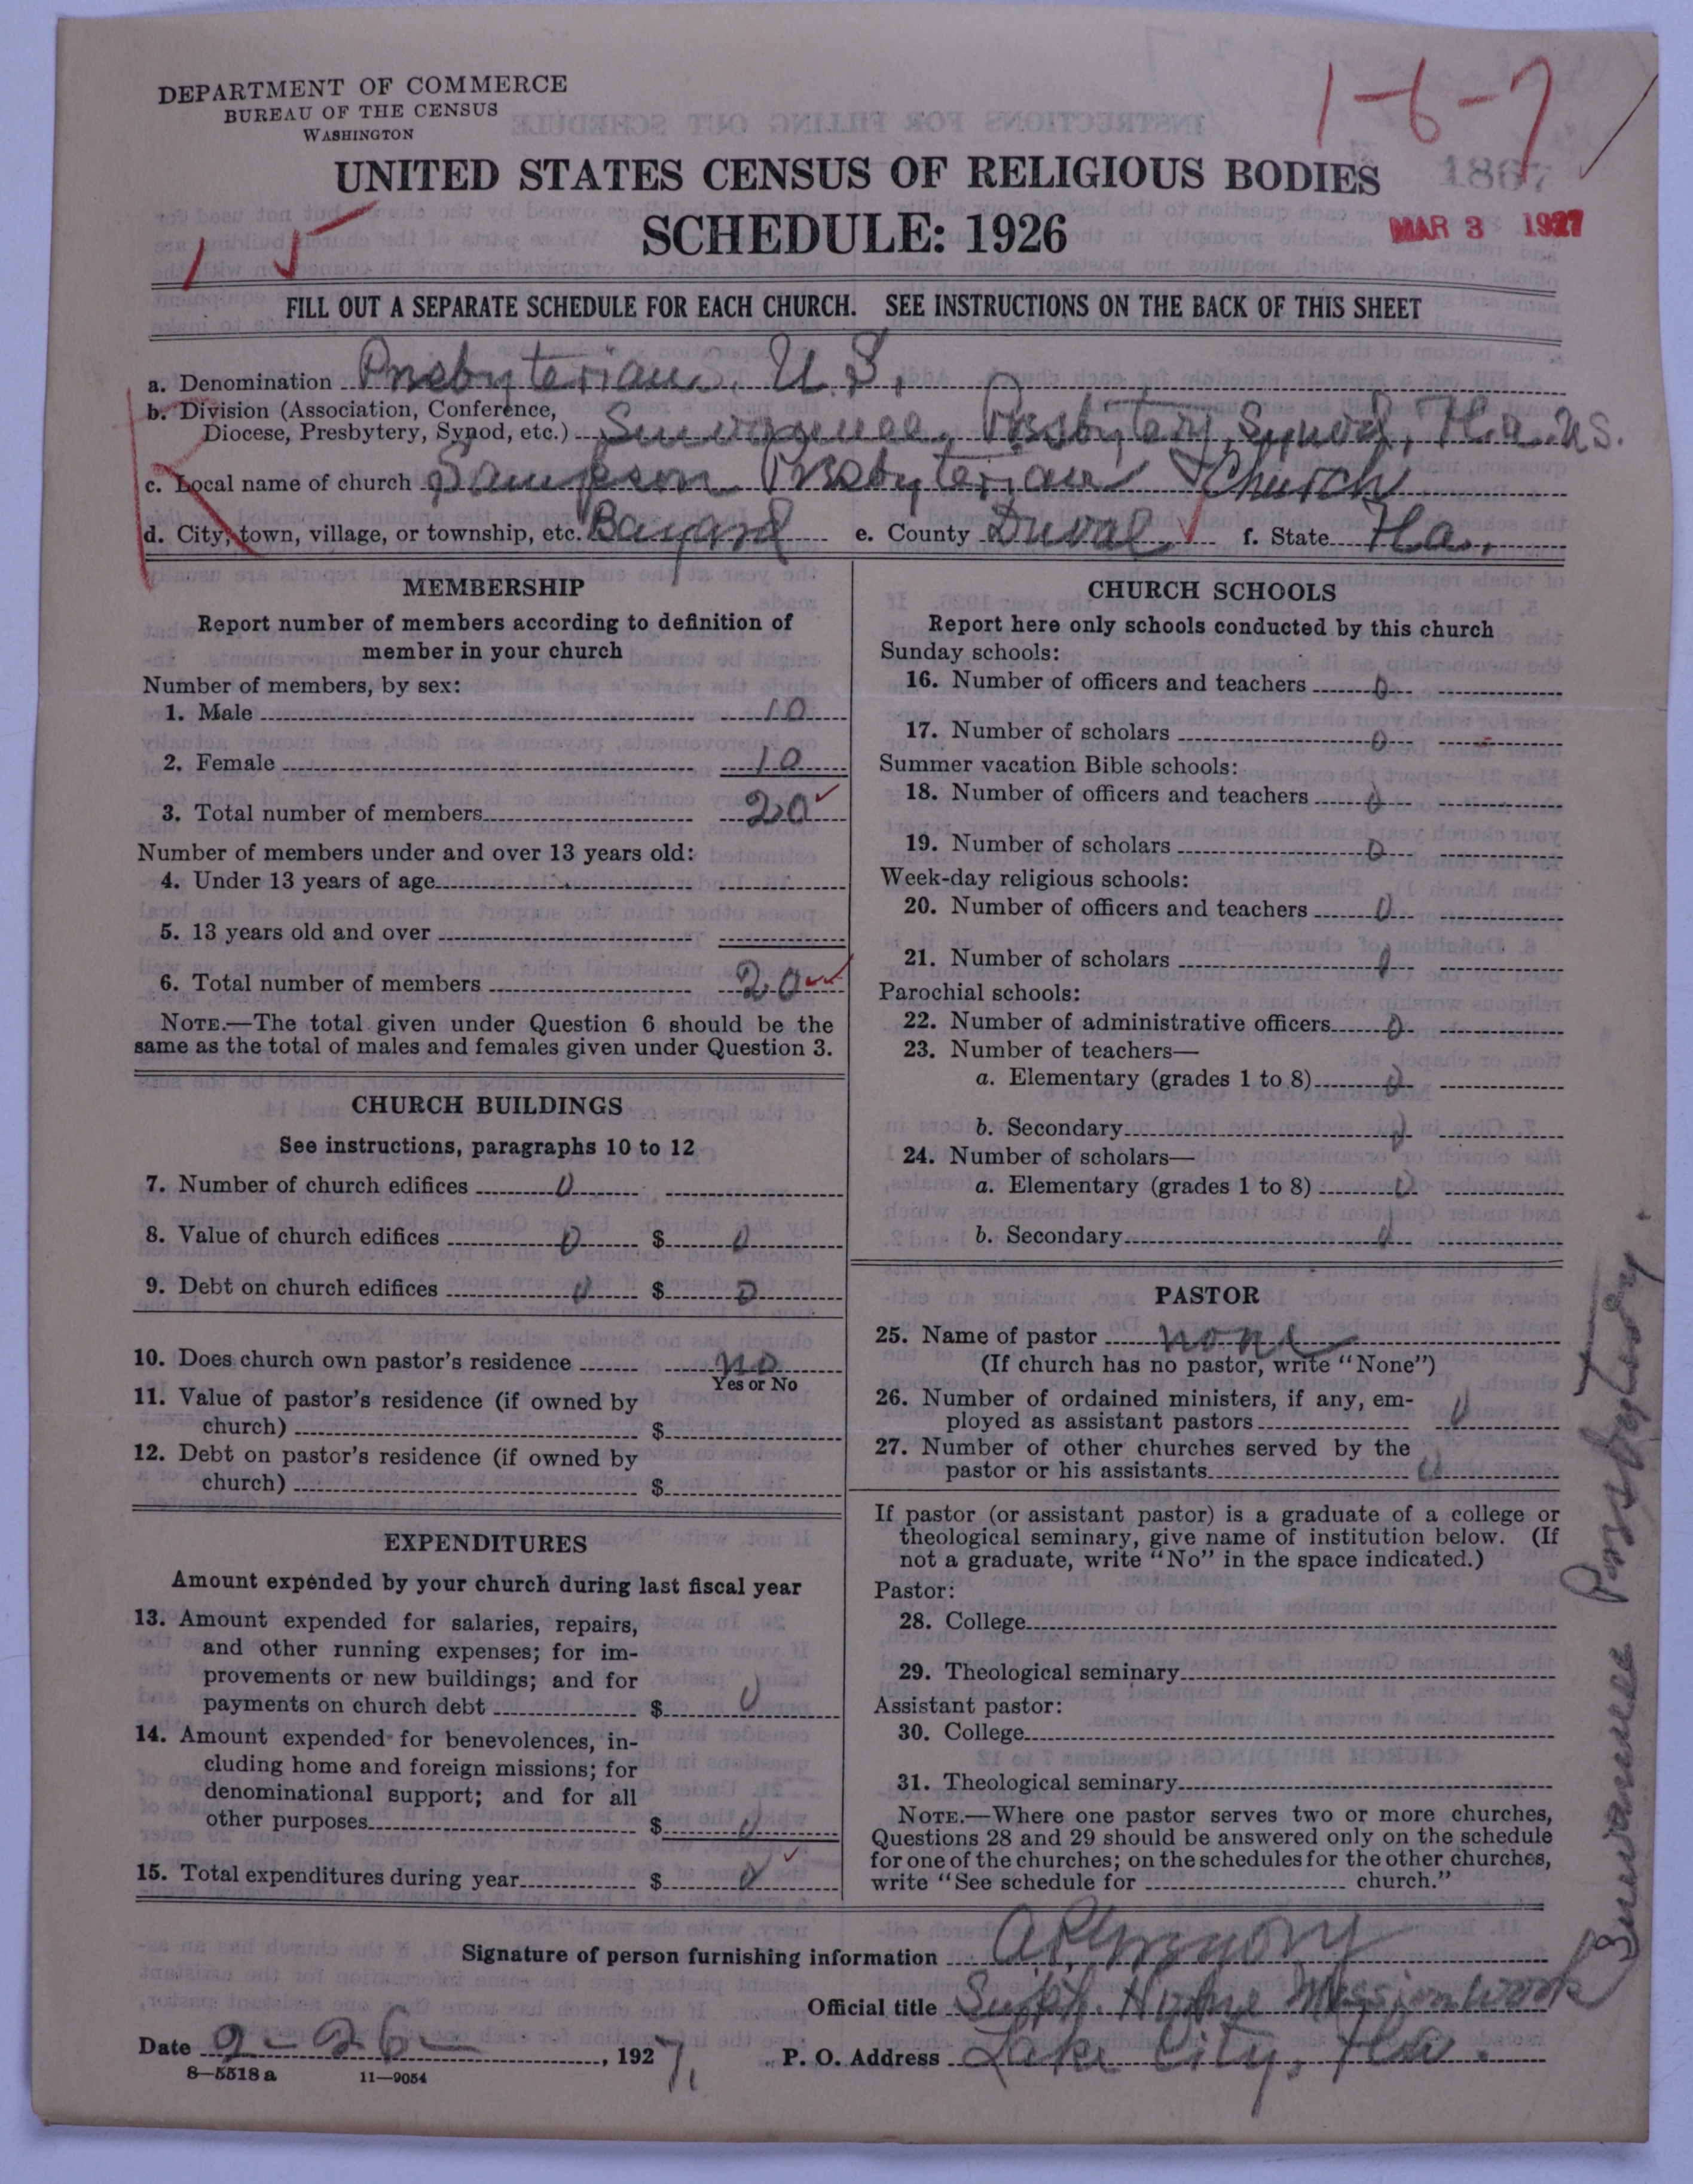 DEPARTMENT OF COMMERCE
BUREAU OF THE CENSUS
WASHINGTON
1-6-7
UNITED STATES CENSUS OF RELIGIOUS BODIES
1867
SCHEDULE: 1926
MAR 3 1927
FILL OUT A SEPARATE SCHEDULE FOR EACH CHURCH. SEE INSTRUCTIONS ON THE BACK OF THIS SHEET
a. Denomination Presbyterian, U.S.
b. Division (Association, Conference,
Diocese, Presbytery, Synod, etc.) Suwannee, Presbytery, Synod, Fla. U.S.
c. Local name of church Sampson Presbyterian Church
d. City, town, village, or township, etc. Bayard e. County Duval f. State Fla.
MEMBERSHIP
Report number of members according to definition of
member in your church
Number of members, by sex:
1. Male 10
2. Female 10
3. Total number of members 20
Number of members under and over 13 years old:
4. Under 13 years of age
5. 13 years old and over
6. Total number of members 20
NOTE.—The total given under Question 6 should be the
same as the total of males and females given under Question 3.
CHURCH BUILDINGS
See instructions, paragraphs 10 to 12
7. Number of church edifices 0
8. Value of church edifices 0 $ 0
9. Debt on church edifices 0 $ 0
10. Does church own pastor's residence no
Yes or No
11. Value of pastor's residence (if owned by
church) $
12. Debt on pastor's residence (if owned by
church) $
EXPENDITURES
Amount expended by your church during last fiscal year
13. Amount expended for salaries, repairs,
and other running expenses; for im-
provements or new buildings; and for
payments on church debt $ 0
14. Amount expended for benevolences, in-
cluding home and foreign missions; for
denominational support; and for all
other purposes $ 0
15. Total expenditures during year $ 0
CHURCH SCHOOLS
Report here only schools conducted by this church
Sunday schools:
16. Number of officers and teachers 0
17. Number of scholars 0
Summer vacation Bible schools:
18. Number of officers and teachers 0
19. Number of scholars 0
Week-day religious schools:
20. Number of officers and teachers 0
21. Number of scholars 0
Parochial schools:
22. Number of administrative officers 0
23. Number of teachers—
a. Elementary (grades 1 to 8) 0
b. Secondary 0
24. Number of scholars—
a. Elementary (grades 1 to 8) 0
b. Secondary 0
PASTOR
25. Name of pastor none
(If church has no pastor, write "None")
26. Number of ordained ministers, if any, em-
ployed as assistant pastors 0
27. Number of other churches served by the
pastor or his assistants 0
If pastor (or assistant pastor) is a graduate of a college or
theological seminary, give name of institution below. (If
not a graduate, write "No" in the space indicated.)
Pastor:
28. College
29. Theological seminary
Assistant pastor:
30. College
31. Theological seminary
NOTE.—Where one pastor serves two or more churches,
Questions 28 and 29 should be answered only on the schedule
for one of the churches; on the schedules for the other churches,
write "See schedule for church."
Signature of person furnishing information
Official title Supt. Home Mission work
Suwannee Presbytery.
Date 2-26-, 1927, P. O. Address Lake City, Fla.
8-5518 a 11-9054